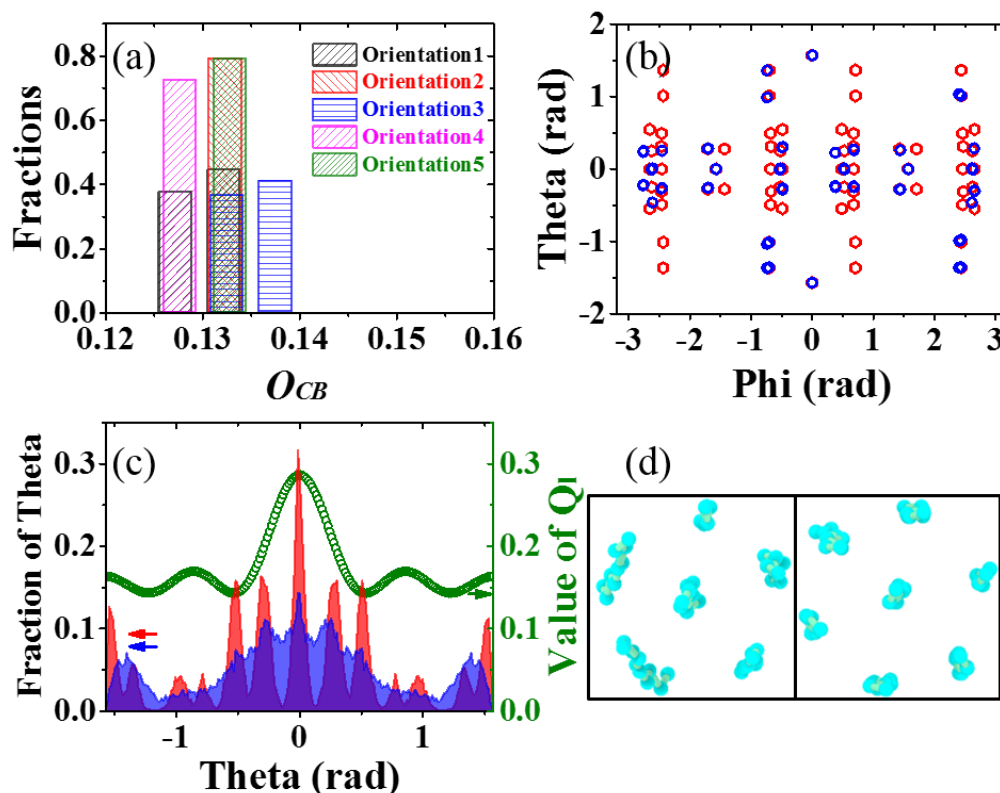 (a)
Orientation1
Orientation2
Orientation3
Orientation4
Orientation5
Fractions
0.8
0.6
0.4
0.2
0.0
0.12 0.13 0.14 0.15 0.16
O_CB
(b)
Theta (rad)
2
1
0
-1
-2
-3 -2 -1 0 1 2 3
Phi (rad)
(c)
Fraction of Theta
0.3
0.2
0.1
0.0
-1 0 1
Theta (rad)
0.3
0.2
0.1
0.0
Value of Q_l
(d)